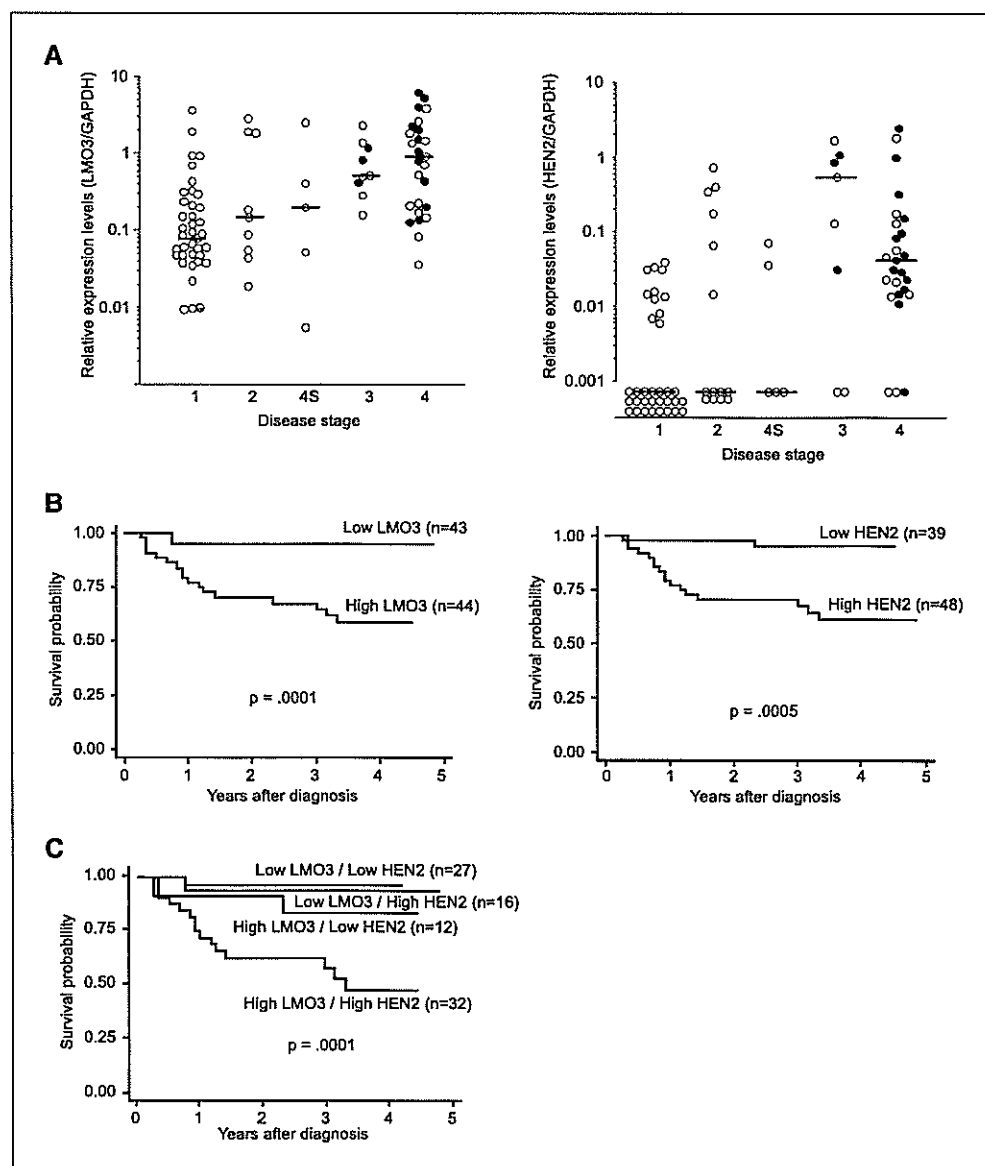 A
Relative expression levels (LMO3/GAPDH)
10
1
0.1
0.01
1
2
4S
3
4
Disease stage
Relative expression levels (HEN2/GAPDH)
10
1
0.1
0.01
0.001
1
2
4S
3
4
Disease stage
B
Survival probability
1.00
0.75
0.50
0.25
0.00
Low LMO3 (n=43
High LMO3 (n=44)
p = .0001
0
1
2
3
4
5
Years after diagnosis
Survival probability
1.00
0.75
0.50
0.25
0.00
Low HEN2 (n=39
High HEN2 (n=48)
p = .0005
0
1
2
3
4
5
Years after diagnosis
C
Survival probability
1.00
0.75
0.50
0.25
0.00
Low LMO3 / Low HEN2 (n=27)
Low LMO3 / High HEN2 (n=16)
High LMO3 / Low HEN2 (n=12)
High LMO3 / High HEN2 (n=32)
p = .0001
0
1
2
3
4
5
Years after diagnosis